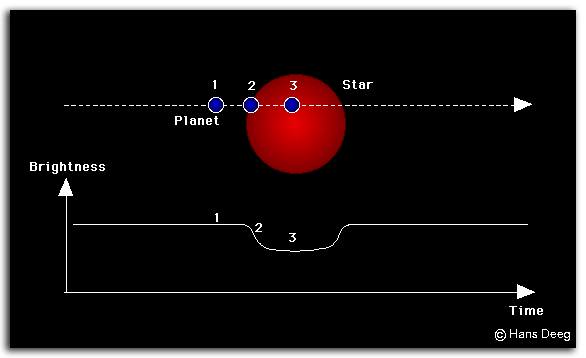 1 2 3 Star
Planet
Brightness
1
2
3
Time
© Hans Deeg